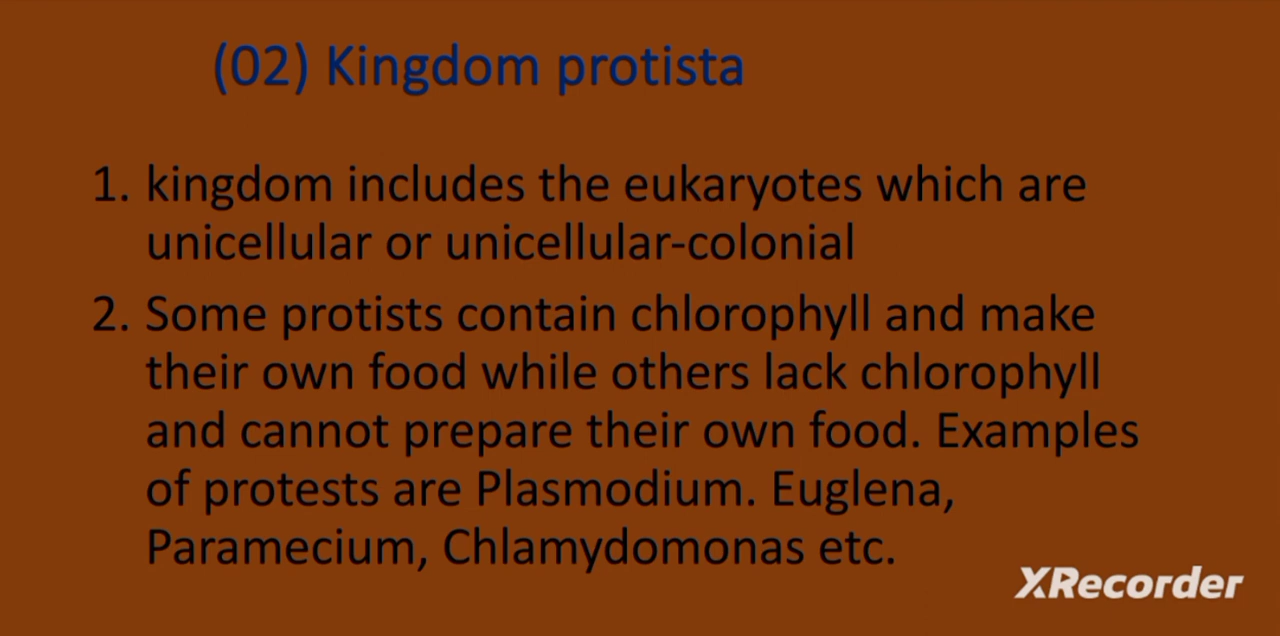 (02) Kingdom protista
1. kingdom includes the eukaryotes which are
unicellular or unicellular-colonial
2. Some protists contain chlorophyll and make
their own food while others lack chlorophyll
and cannot prepare their own food. Examples
of protests are Plasmodium. Euglena,
Paramecium, Chlamydomonas etc.
XRecorder